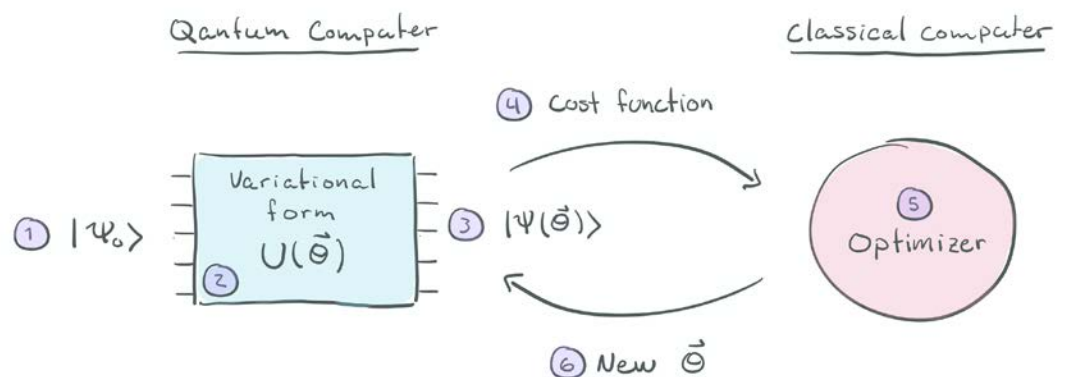 Qantum Computer
Classical computer
4 Cost function
Variational
form
U(θ⃗)
2
1 |Ψ₀⟩
3 |Ψ(θ⃗)⟩
5
Optimizer
6 New θ⃗